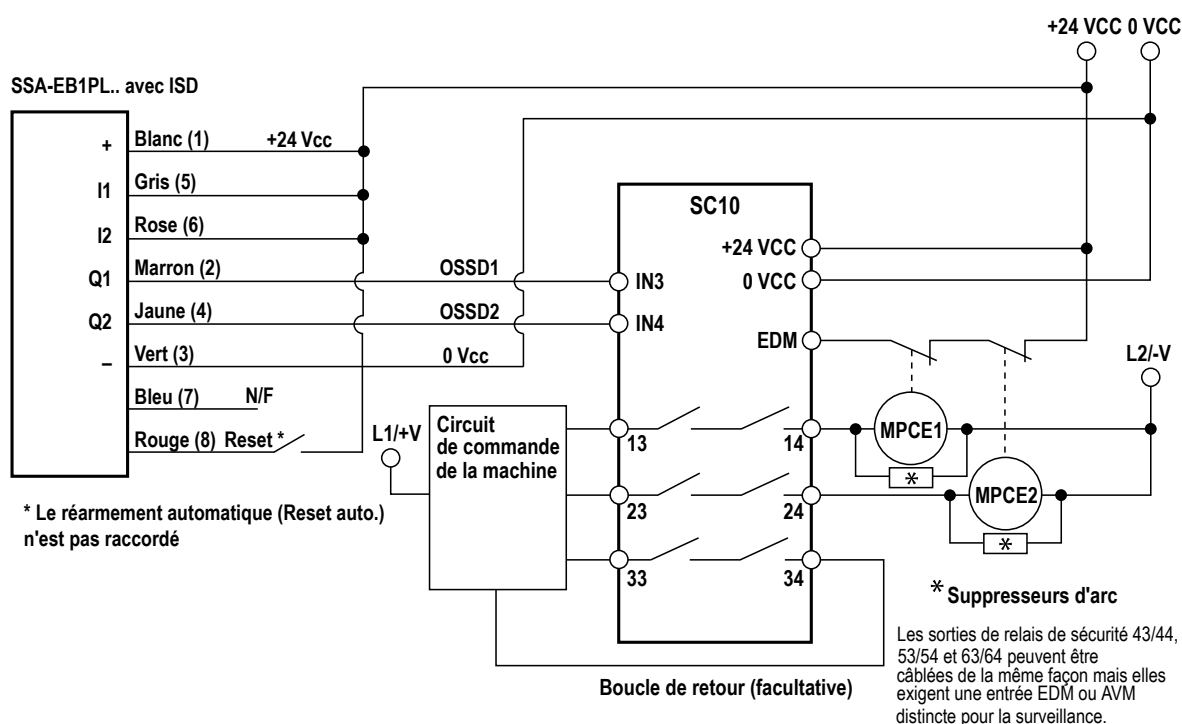 +24 VCC 0 VCC
SSA-EB1PL.. avec ISD
+ Blanc (1) +24 Vcc
I1 Gris (5)
I2 Rose (6)
Q1 Marron (2) OSSD1
Q2 Jaune (4) OSSD2
– Vert (3) 0 Vcc
Bleu (7) N/F
Rouge (8) Reset *
* Le réarmement automatique (Reset auto.)
n'est pas raccordé
SC10
+24 VCC
IN3 0 VCC
IN4
EDM
L2/-V
L1/+V
Circuit
de commande
de la machine
13 14
23 24
33 34
MPCE1
*
MPCE2
*
* Suppresseurs d'arc
Les sorties de relais de sécurité 43/44,
53/54 et 63/64 peuvent être
câblées de la même façon mais elles
exigent une entrée EDM ou AVM
distincte pour la surveillance.
Boucle de retour (facultative)